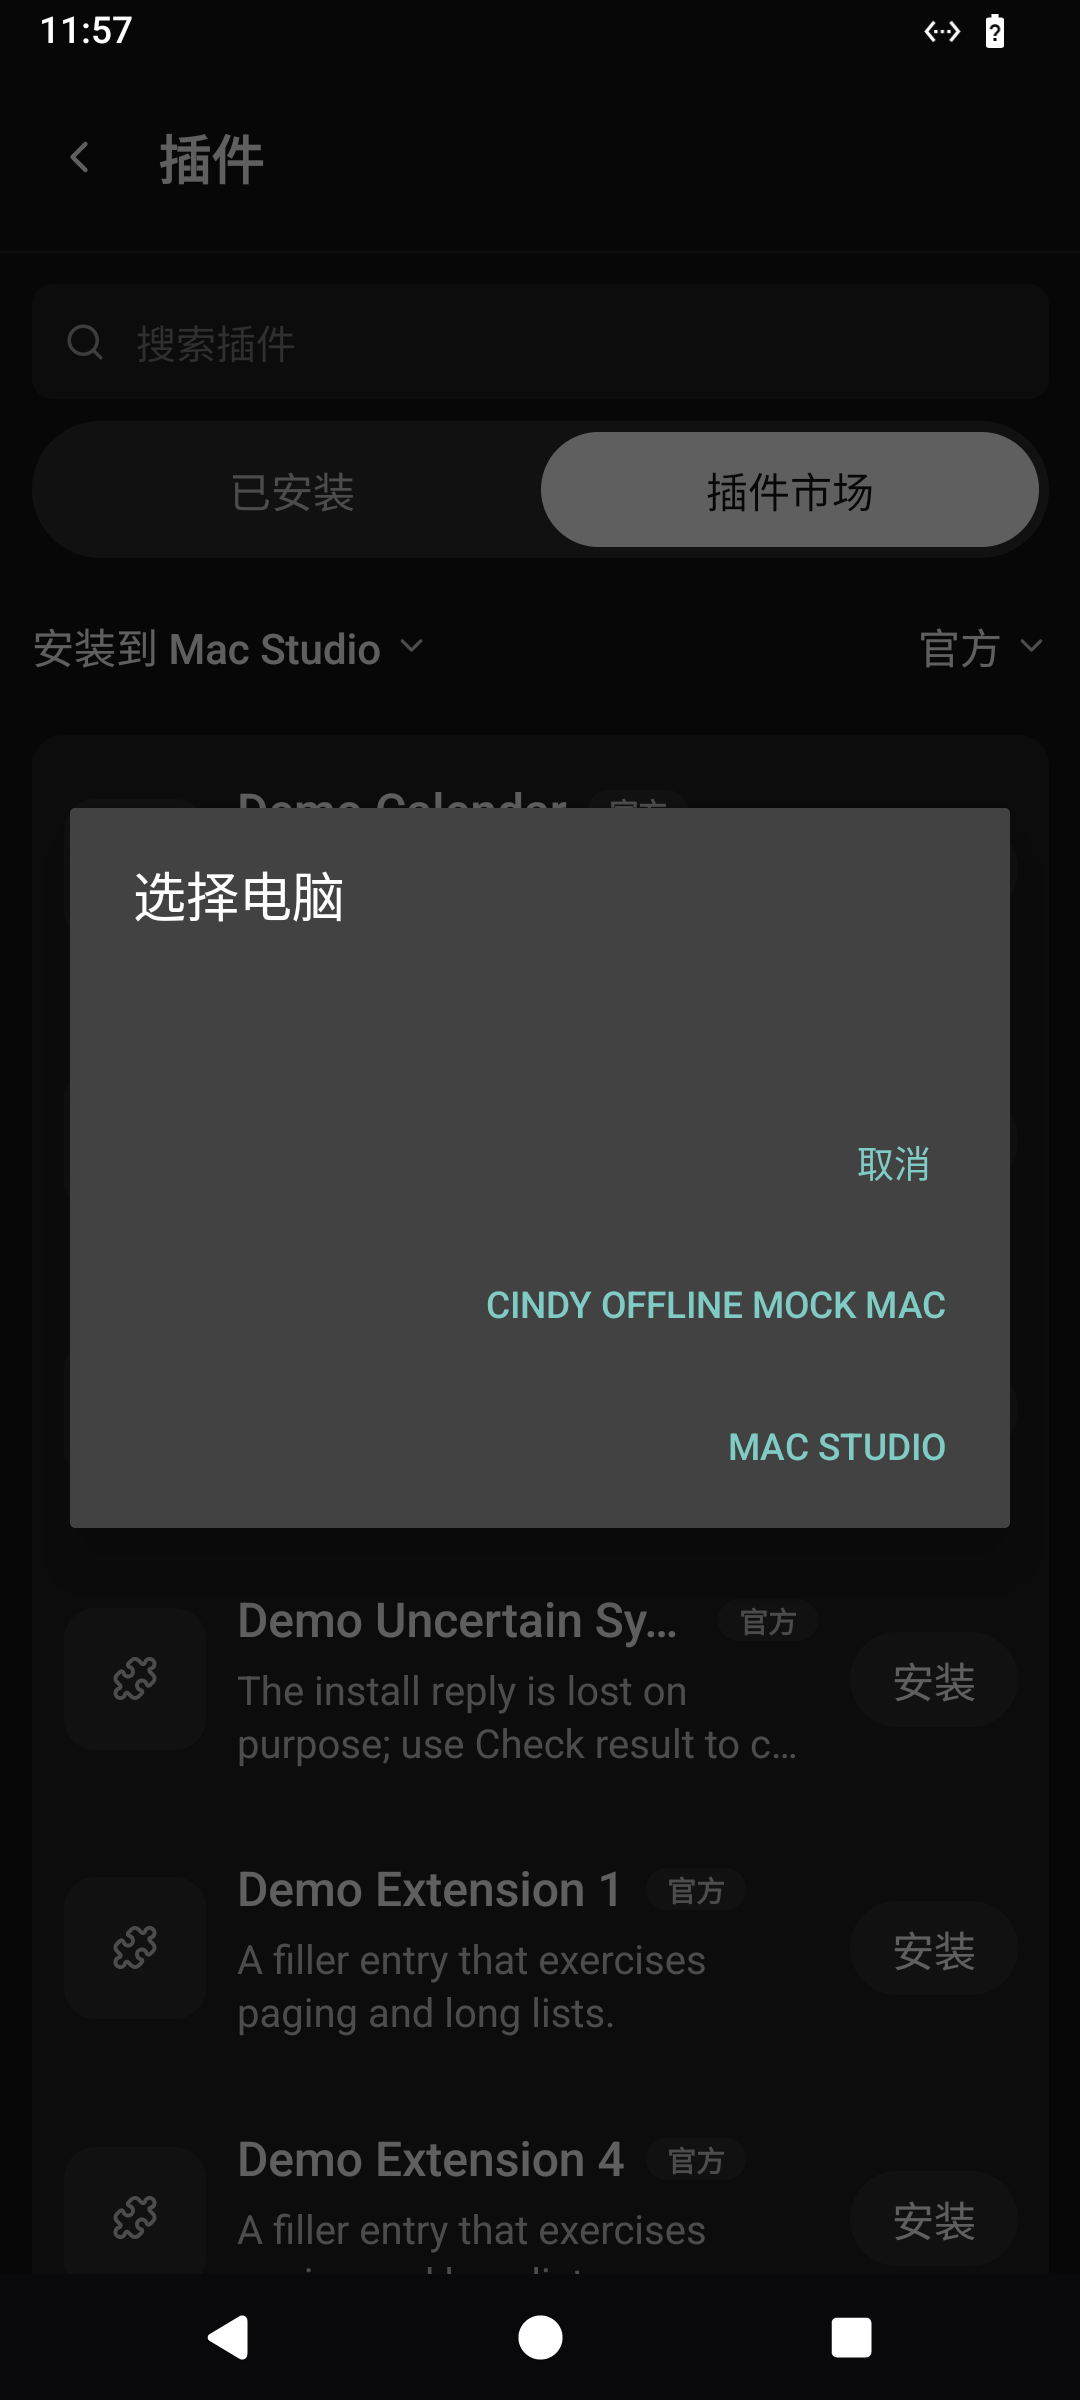 11:57
插件
搜索插件
已安装
插件市场
安装到 Mac Studio
官方
Demo Calendar 官方
选择电脑
取消
CINDY OFFLINE MOCK MAC
MAC STUDIO
Demo Uncertain Sy... 官方
The install reply is lost on
purpose; use Check result to c...
安装
Demo Extension 1 官方
A filler entry that exercises
paging and long lists.
安装
Demo Extension 4 官方
A filler entry that exercises
安装